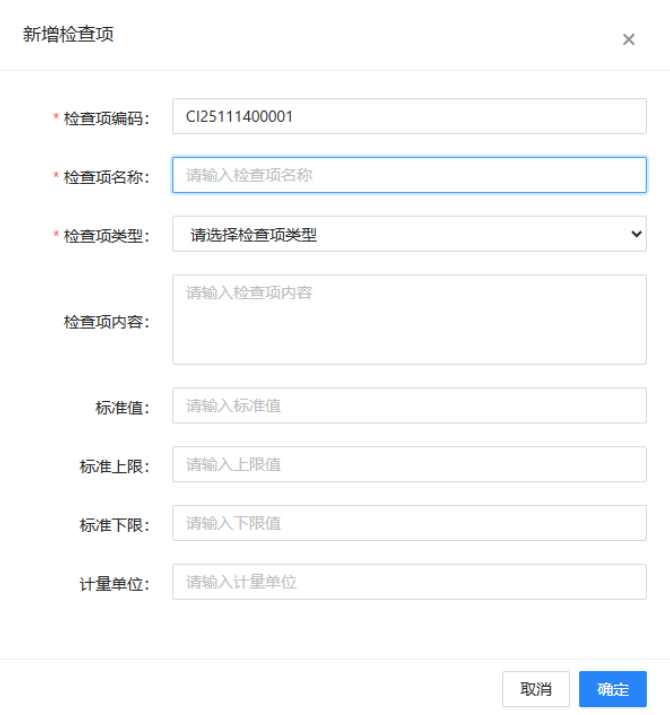 新增检查项
×
* 检查项编码： CI25111400001
* 检查项名称： 请输入检查项名称
* 检查项类型： 请选择检查项类型
检查项内容： 请输入检查项内容
标准值： 请输入标准值
标准上限： 请输入上限值
标准下限： 请输入下限值
计量单位： 请输入计量单位
取消 确定